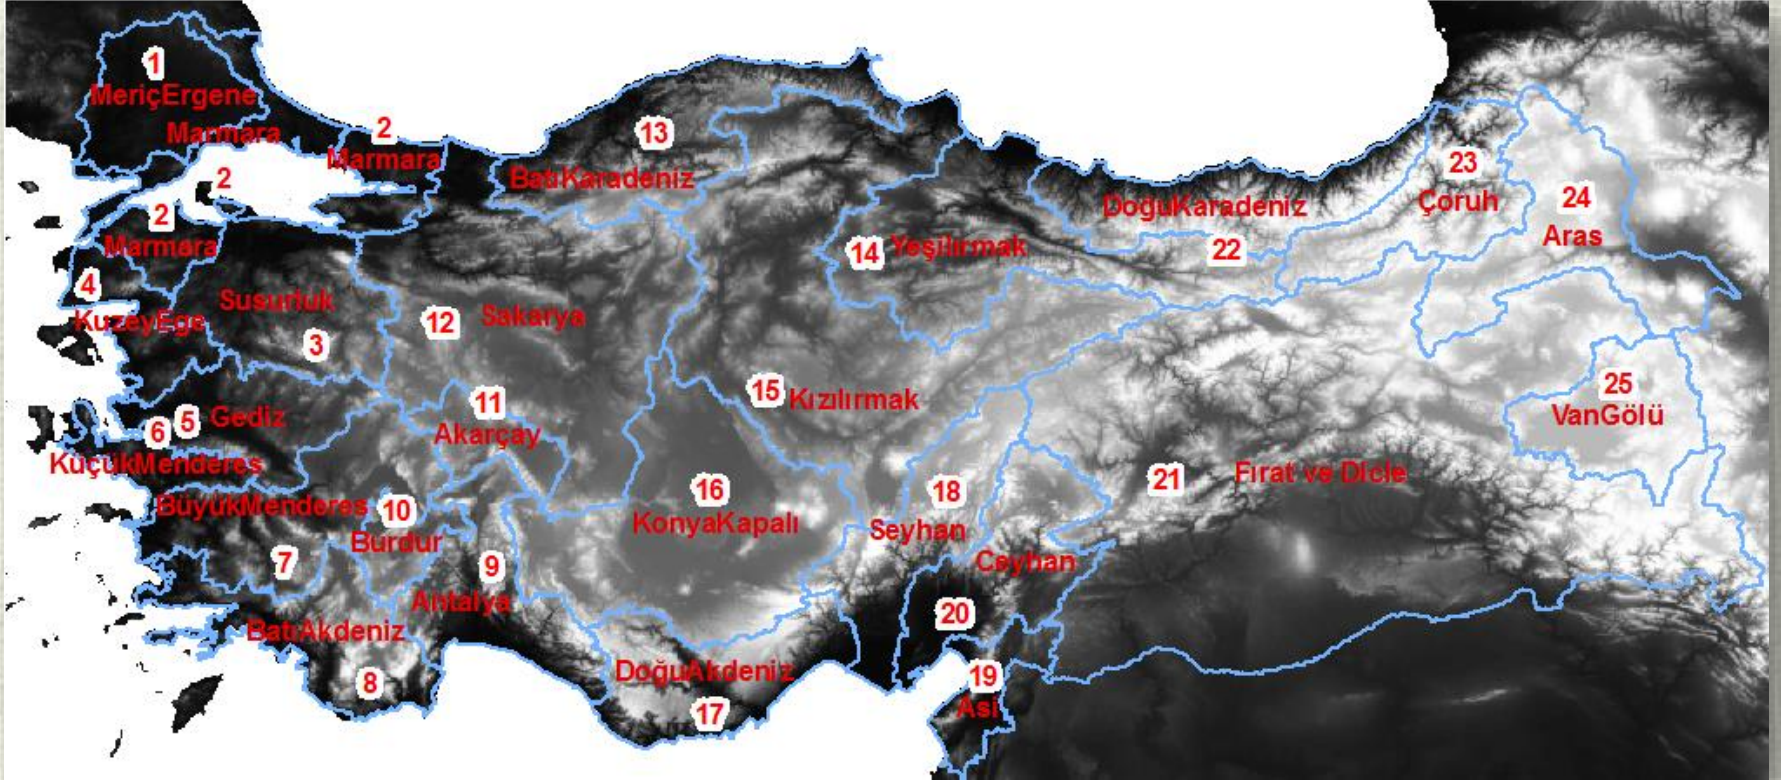 1
MeriçErgene
Marmara
2
Marmara
2
2
Marmara
4
KuzeyEge
Susurluk
3
13
BatıKaradeniz
12
Sakarya
14
Yeşilırmak
DoğuKaradeniz
22
23
Çoruh
24
Aras
5
Gediz
6
KüçükMenderes
11
Akarçay
15
Kızılırmak
25
VanGölü
BüyükMenderes
7
10
Burdur
9
Antalya
16
KonyaKapalı
18
Seyhan
21
Fırat ve Dicle
Ceyhan
20
BatıAkdeniz
8
DoğuAkdeniz
17
19
Asi